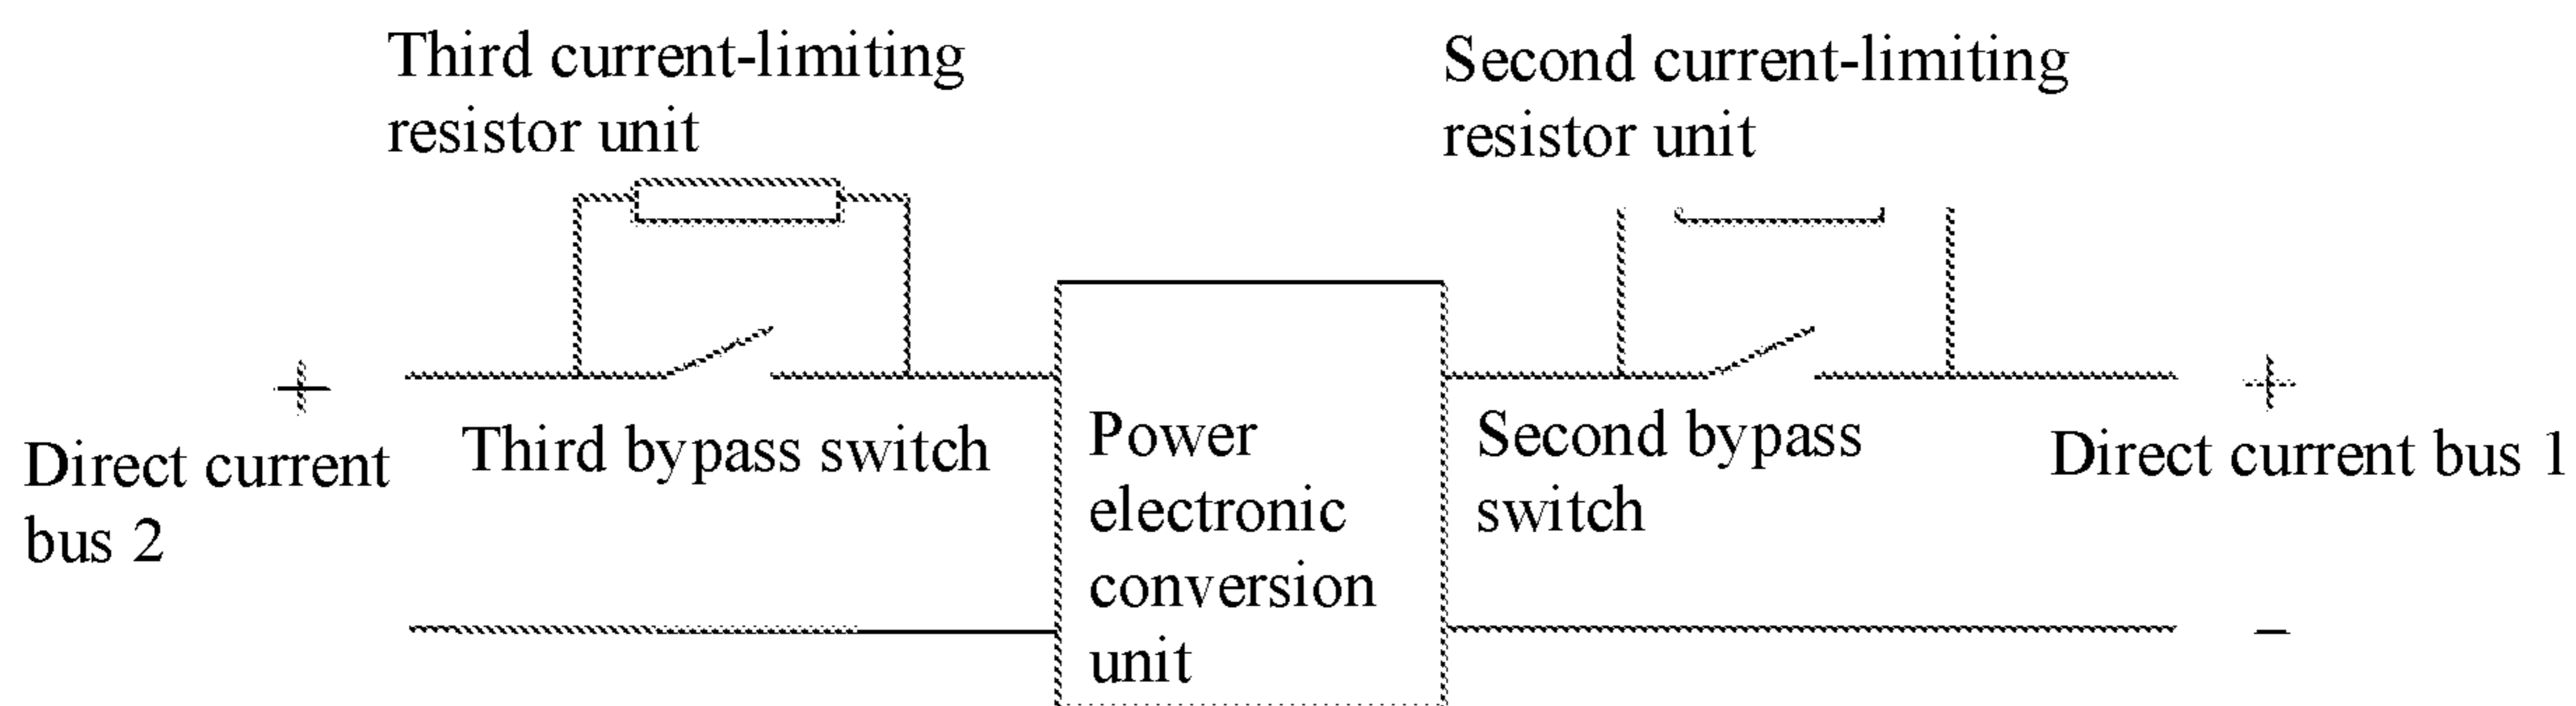 Third current-limiting
resistor unit
Second current-limiting
resistor unit
+
+
Direct current
bus 2
Third bypass switch
Power
electronic
conversion
unit
Second bypass
switch
Direct current bus 1
−